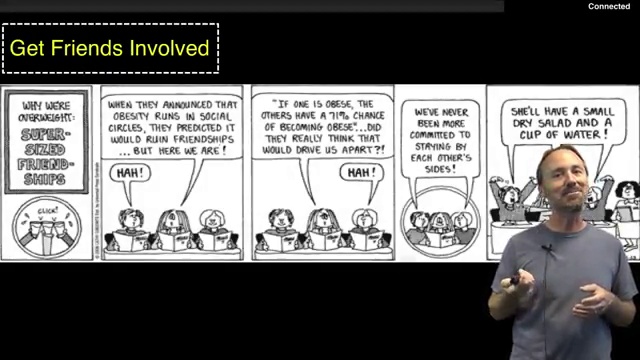 Connected
Get Friends Involved
WHY WE'RE
OVERWEIGHT:
SUPER-
SIZED
FRIEND-
SHIPS
CLICK!
WHEN THEY ANNOUNCED THAT
OBESITY RUNS IN SOCIAL
CIRCLES, THEY PREDICTED IT
WOULD RUIN FRIENDSHIPS
...BUT HERE WE ARE!
HAH!
"IF ONE IS OBESE, THE
OTHERS HAVE A 71% CHANCE
OF BECOMING OBESE"...DID
THEY REALLY THINK THAT
WOULD DRIVE US APART?!
HAH!
WE'VE NEVER
BEEN MORE
COMMITTED TO
STAYING BY
EACH OTHER'S
SIDES!
SHE'LL HAVE A SMALL
DRY SALAD AND A
CUP OF WATER!